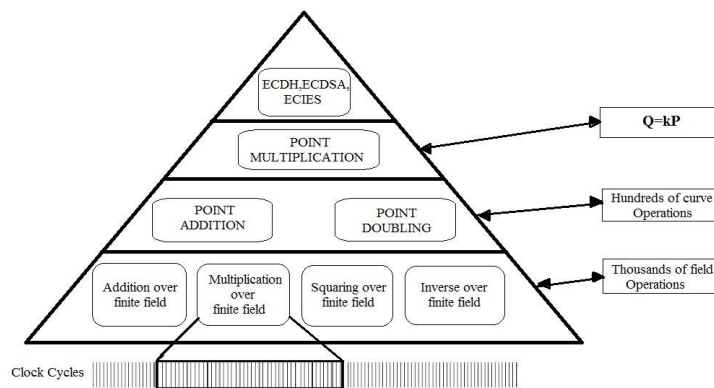 ECDH,ECDSA,
ECIES
Q=kP
POINT
MULTIPLICATION
POINT
ADDITION
POINT
DOUBLING
Hundreds of curve
Operations
Addition over
finite field
Multiplication
over
finite field
Squaring over
finite field
Inverse over
finite field
Thousands of field
Operations
Clock Cycles